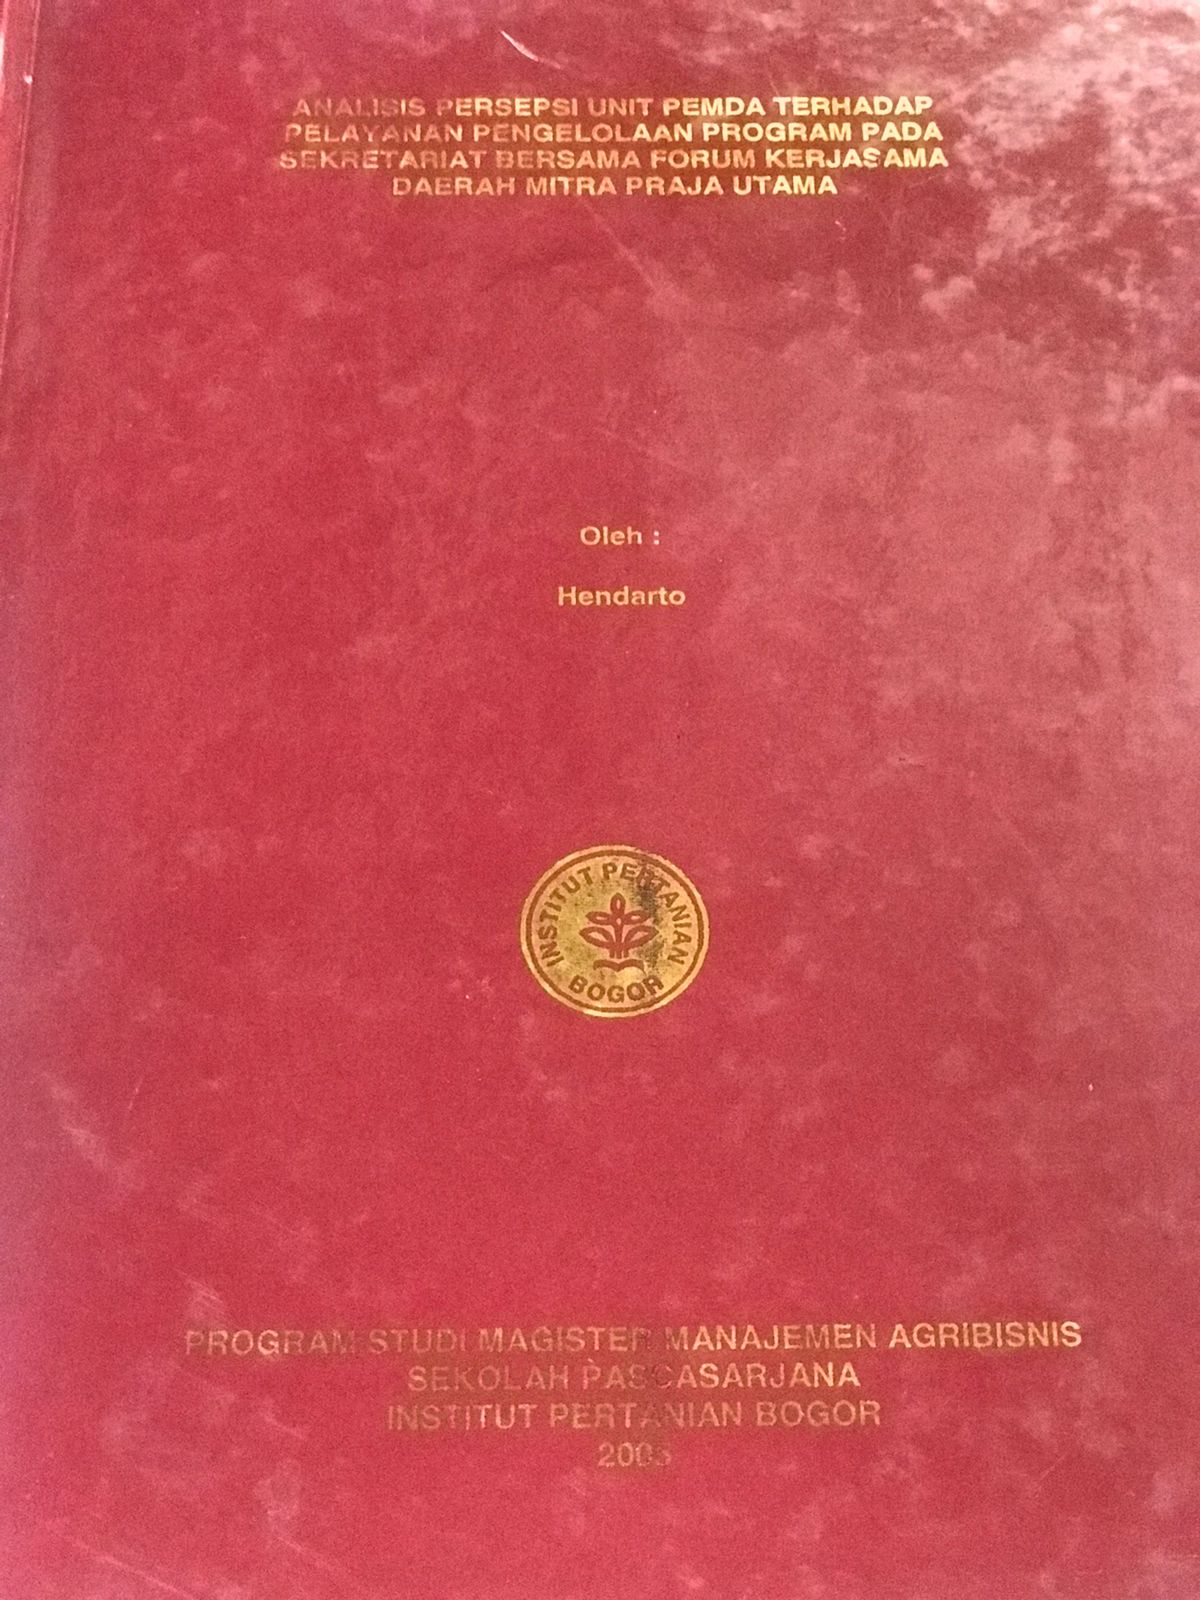 ANALISIS PERSEPSI UNIT PEMDA TERHADAP
PELAYANAN PENGELOLAAN PROGRAM PADA
SEKRETARIAT BERSAMA FORUM KERJASAMA
DAERAH MITRA PRAJA UTAMA
Oleh :
Hendarto
INSTITUT PERTANIAN
BOGOR
PROGRAM STUDI MAGISTER MANAJEMEN AGRIBISNIS
SEKOLAH PASCASARJANA
INSTITUT PERTANIAN BOGOR